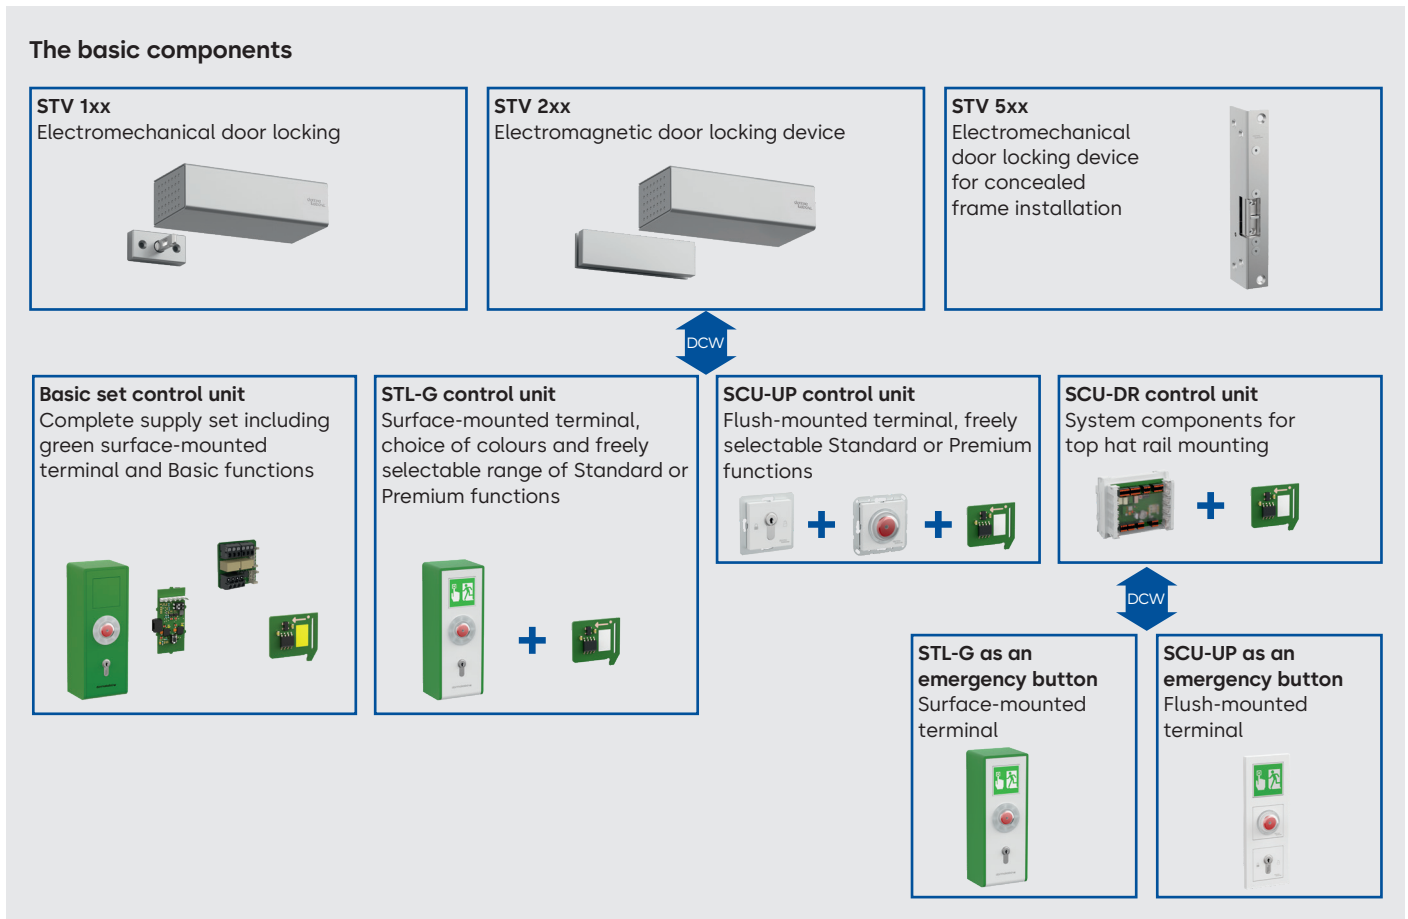 The basic components
STV 1xx
Electromechanical door locking
STV 2xx
Electromagnetic door locking device
STV 5xx
Electromechanical
door locking device
for concealed
frame installation
DCW
Basic set control unit
Complete supply set including
green surface-mounted
terminal and Basic functions
STL-G control unit
Surface-mounted terminal,
choice of colours and freely
selectable range of Standard or
Premium functions
SCU-UP control unit
Flush-mounted terminal, freely
selectable Standard or Premium
functions
SCU-DR control unit
System components for
top hat rail mounting
DCW
STL-G as an
emergency button
Surface-mounted
terminal
SCU-UP as an
emergency button
Flush-mounted
terminal